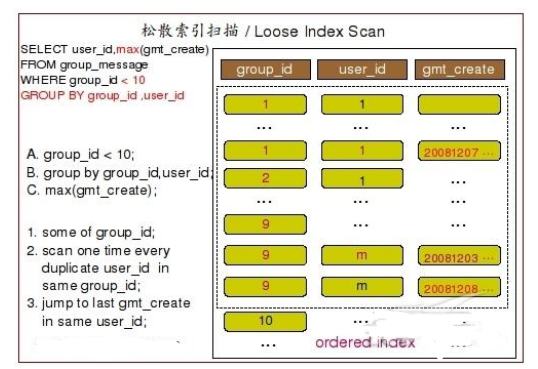 松散索引扫描 / Loose Index Scan
SELECT user_id,max(gmt_create)
FROM group_message
WHERE group_id < 10
GROUP BY group_id ,user_id
A. group_id < 10;
B. group by group_id,user_id;
C. max(gmt_create);
1. some of group_id;
2. scan one time every
duplicate user_id in
same group_id;
3. jump to last gmt_create
in same user_id;
group_id user_id gmt_create
1 1
... ...
1 1 20081207 ...
2 1 ...
... ... ...
9 ... ...
9 m 20081203 ...
9 m 20081208 ...
10 ...
... ordered index ...